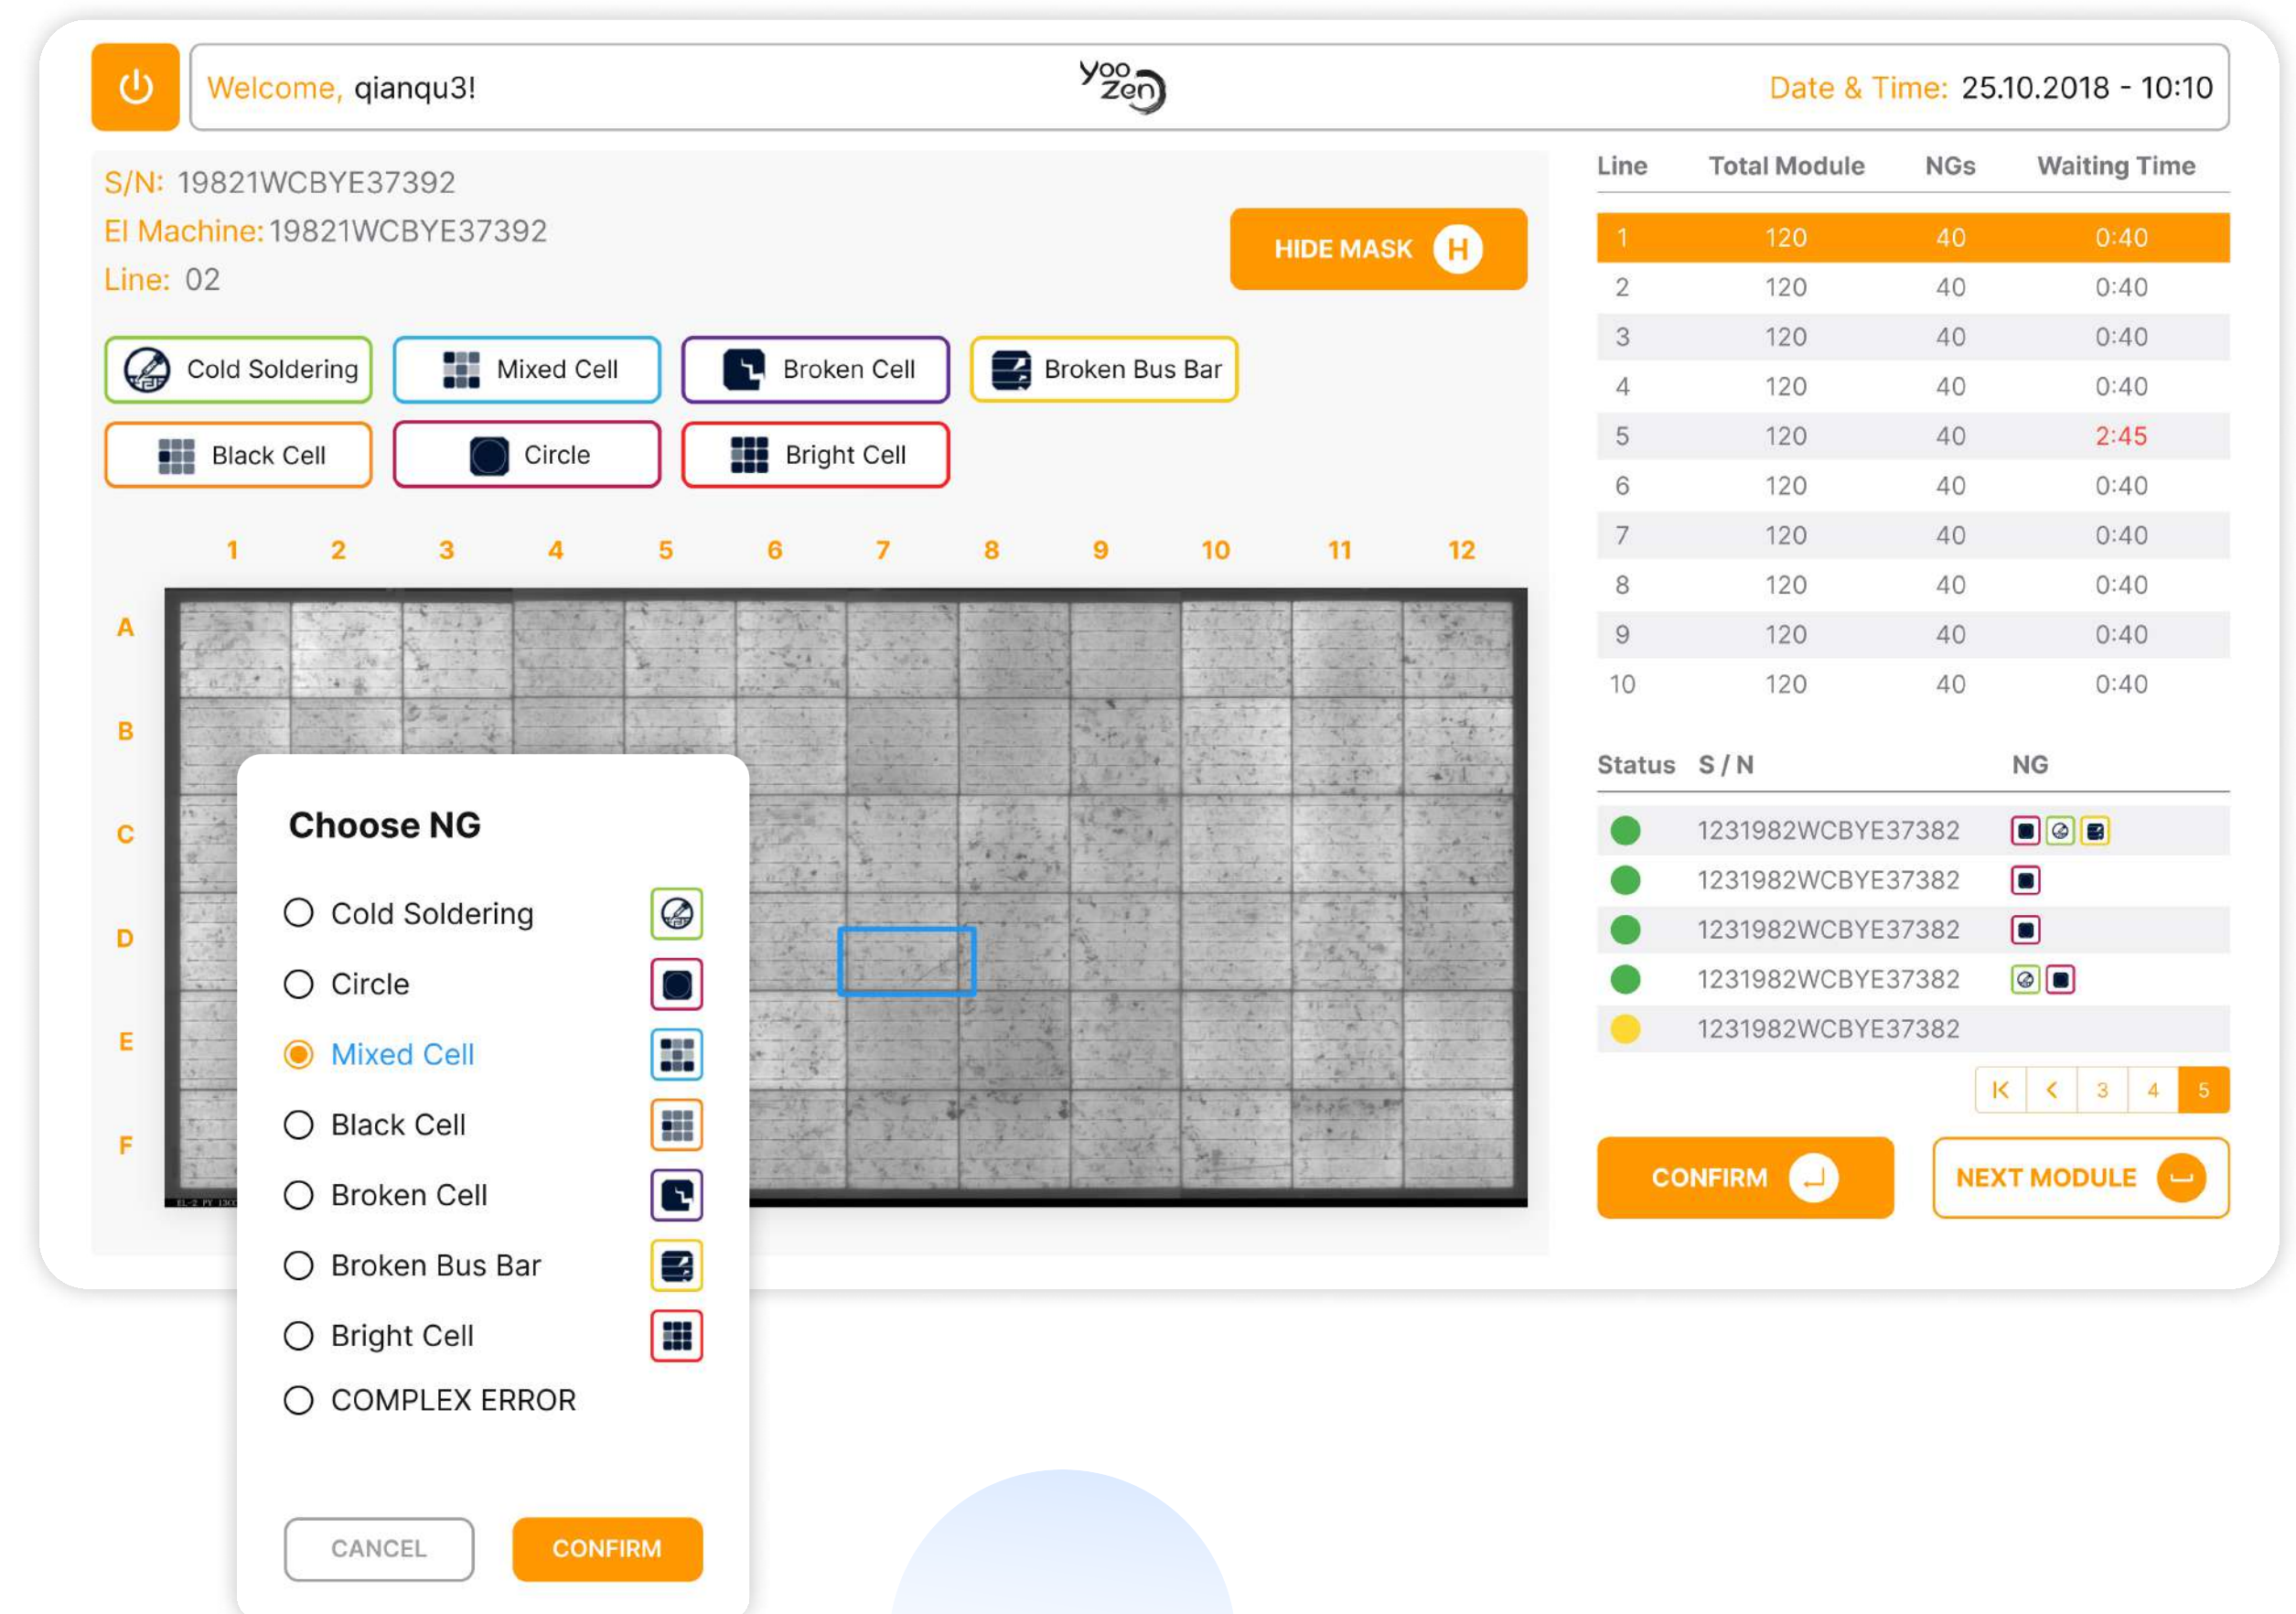 Welcome, qianqu3!
Yoo
Zen
Date & Time: 25.10.2018 - 10:10
S/N: 19821WCBYE37392
El Machine: 19821WCBYE37392
Line: 02
HIDE MASK H
Cold Soldering
Mixed Cell
Broken Cell
Broken Bus Bar
Black Cell
Circle
Bright Cell
1 2 3 4 5 6 7 8 9 10 11 12
A
B
C
D
E
F
EL-2 PY
Choose NG
Cold Soldering
Circle
Mixed Cell
Black Cell
Broken Cell
Broken Bus Bar
Bright Cell
COMPLEX ERROR
CANCEL CONFIRM
Line Total Module NGs Waiting Time
1 120 40 0:40
2 120 40 0:40
3 120 40 0:40
4 120 40 0:40
5 120 40 2:45
6 120 40 0:40
7 120 40 0:40
8 120 40 0:40
9 120 40 0:40
10 120 40 0:40
Status S / N NG
1231982WCBYE37382
1231982WCBYE37382
1231982WCBYE37382
1231982WCBYE37382
1231982WCBYE37382
3 4 5
CONFIRM
NEXT MODULE